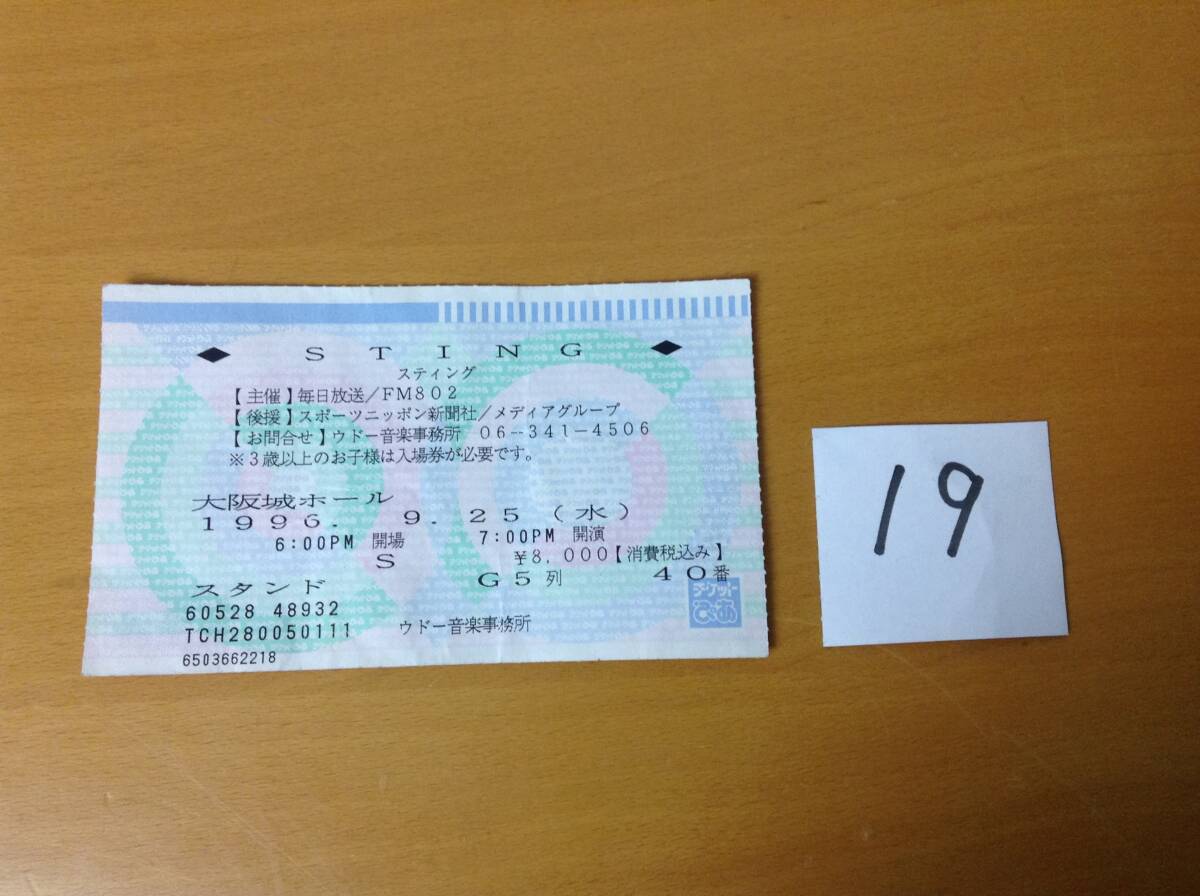 ◆ STING ◆
スティング
【主催】毎日放送/FM802
【後援】スポーツニッポン新聞社/メディアグループ
【お問合せ】ウドー音楽事務所 06-341-4506
※3歳以上のお子様は入場券が必要です。
大阪城ホール
1996. 9.25(水)
6:00PM 開場 7:00PM 開演
S ¥8,000【消費税込み】
スタンド G5列 40番
60528 48932
TCH280050111 ウドー音楽事務所
6503662218
チケット
ぴあ
19